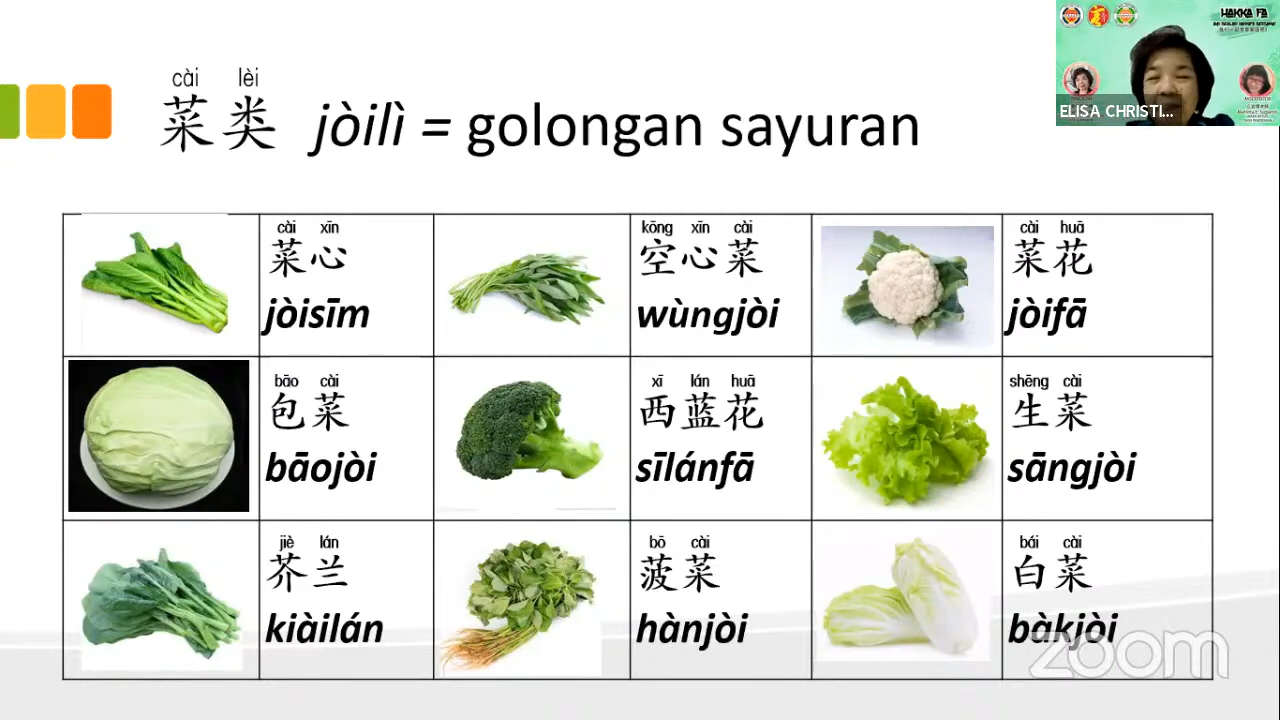 cài lèi
菜类 jòilì = golongan sayuran
HAKKA FA
ELISA CHRISTI...
MODERATOR
cài xīn
菜心
jòisīm
kōng xīn cài
空心菜
wùngjòi
cài huā
菜花
jòifā
bāo cài
包菜
bāojòi
xī lán huā
西蓝花
sīlánfā
shēng cài
生菜
sāngjòi
jiè lán
芥兰
kiàilán
bō cài
菠菜
hànjòi
bái cài
白菜
bàkjòi
zoom